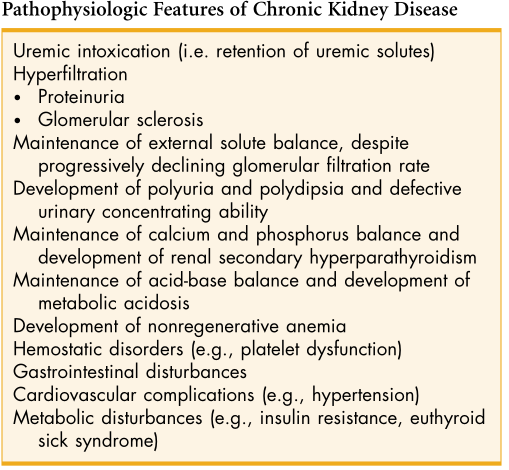 Pathophysiologic Features of Chronic Kidney Disease
Uremic intoxication (i.e. retention of uremic solutes)
Hyperfiltration
• Proteinuria
• Glomerular sclerosis
Maintenance of external solute balance, despite
progressively declining glomerular filtration rate
Development of polyuria and polydipsia and defective
urinary concentrating ability
Maintenance of calcium and phosphorus balance and
development of renal secondary hyperparathyroidism
Maintenance of acid-base balance and development of
metabolic acidosis
Development of nonregenerative anemia
Hemostatic disorders (e.g., platelet dysfunction)
Gastrointestinal disturbances
Cardiovascular complications (e.g., hypertension)
Metabolic disturbances (e.g., insulin resistance, euthyroid
sick syndrome)